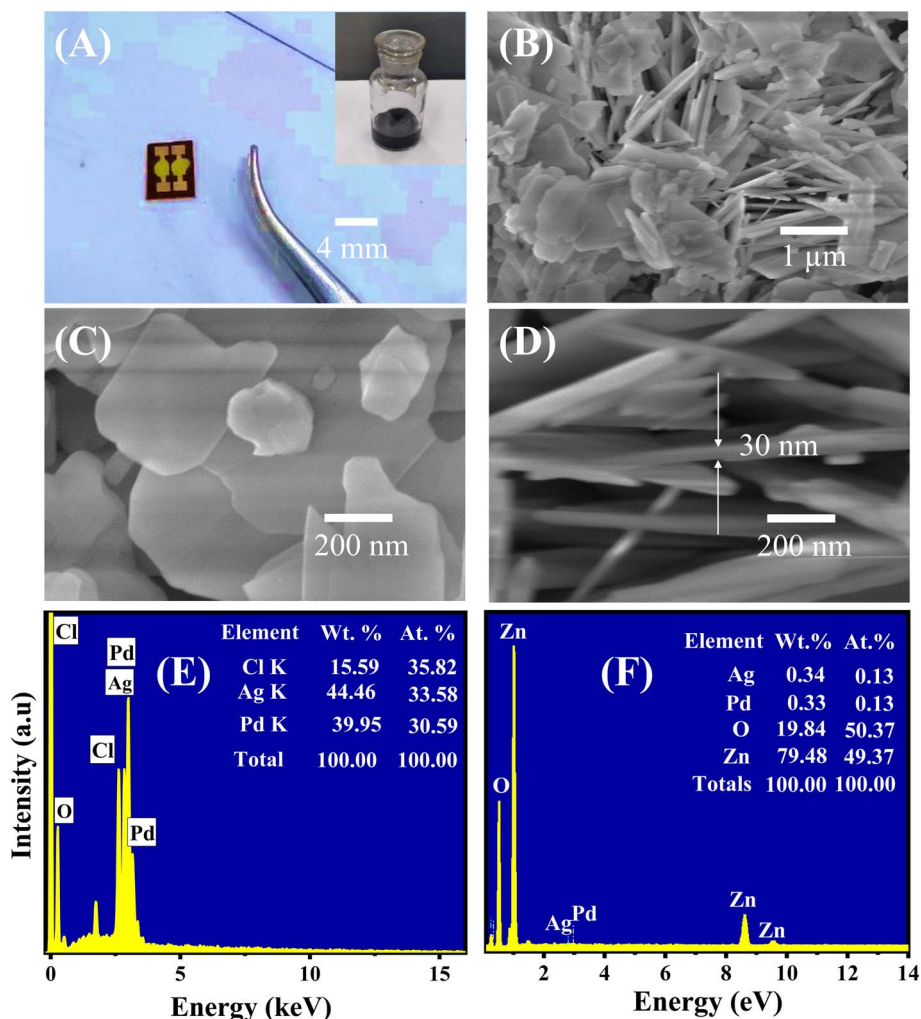 (A)
4 mm
(B)
1 µm
(C)
200 nm
(D)
30 nm
200 nm
(E)
Cl
Pd
Ag
Cl
O
Pd
Element Wt. % At. %
Cl K 15.59 35.82
Ag K 44.46 33.58
Pd K 39.95 30.59
Total 100.00 100.00
Intensity (a.u)
0 5 10 15
Energy (keV)
(F)
Zn
O
Ag Pd
Zn
Zn
Element Wt.% At.%
Ag 0.34 0.13
Pd 0.33 0.13
O 19.84 50.37
Zn 79.48 49.37
Totals 100.00 100.00
2 4 6 8 10 12 14
Energy (eV)